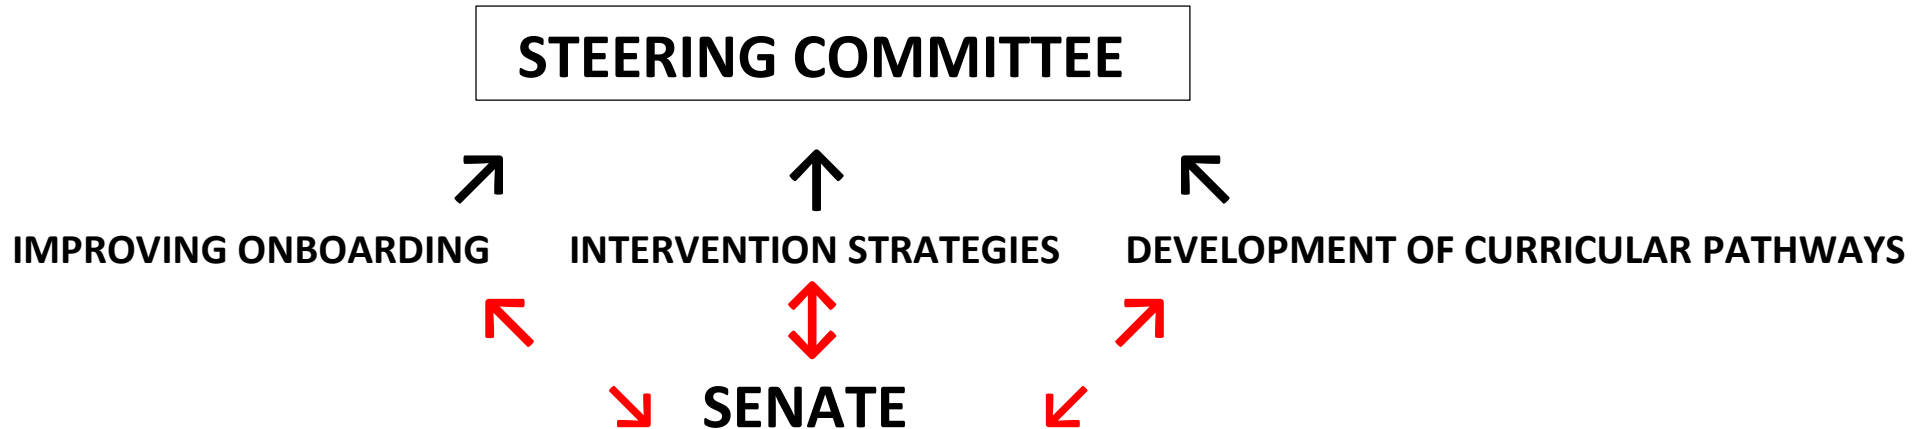 STEERING COMMITTEE
IMPROVING ONBOARDING INTERVENTION STRATEGIES DEVELOPMENT OF CURRICULAR PATHWAYS
SENATE